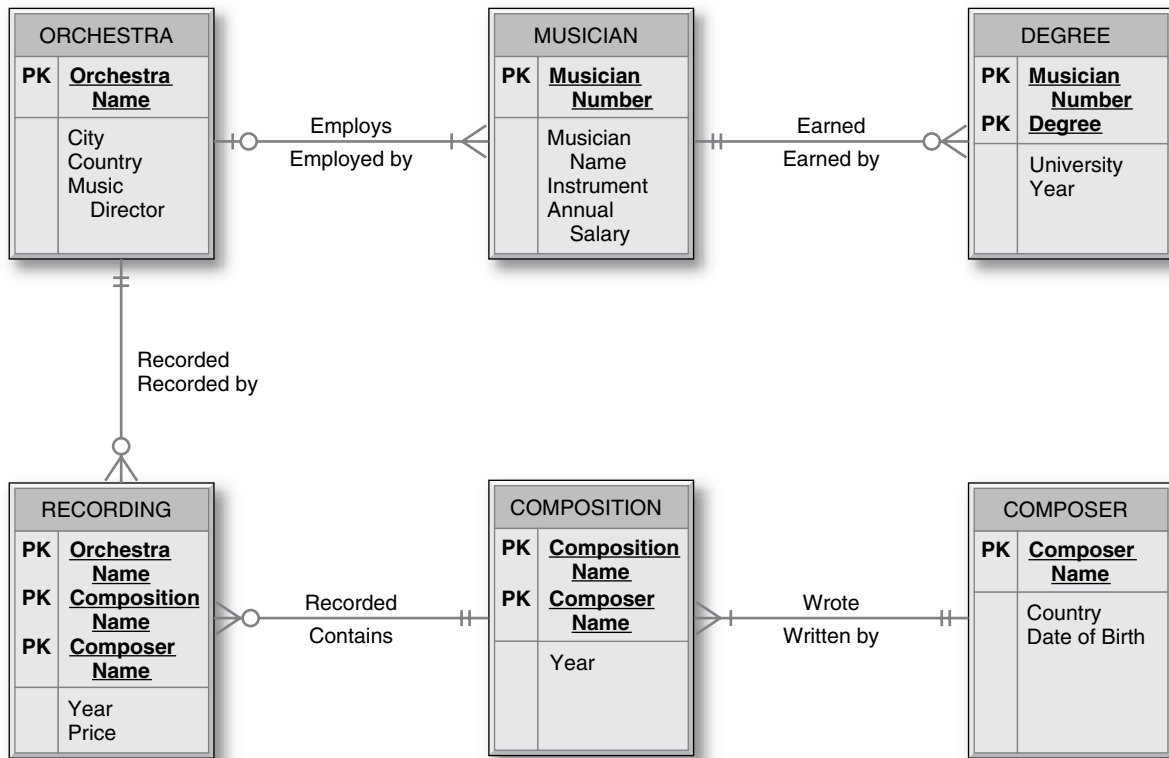 ORCHESTRA
PK Orchestra
Name
City
Country
Music
Director
Employs
Employed by
MUSICIAN
PK Musician
Number
Musician
Name
Instrument
Annual
Salary
Earned
Earned by
DEGREE
PK Musician
Number
PK Degree
University
Year
Recorded
Recorded by
RECORDING
PK Orchestra
Name
PK Composition
Name
PK Composer
Name
Year
Price
Recorded
Contains
COMPOSITION
PK Composition
Name
PK Composer
Name
Year
Wrote
Written by
COMPOSER
PK Composer
Name
Country
Date of Birth